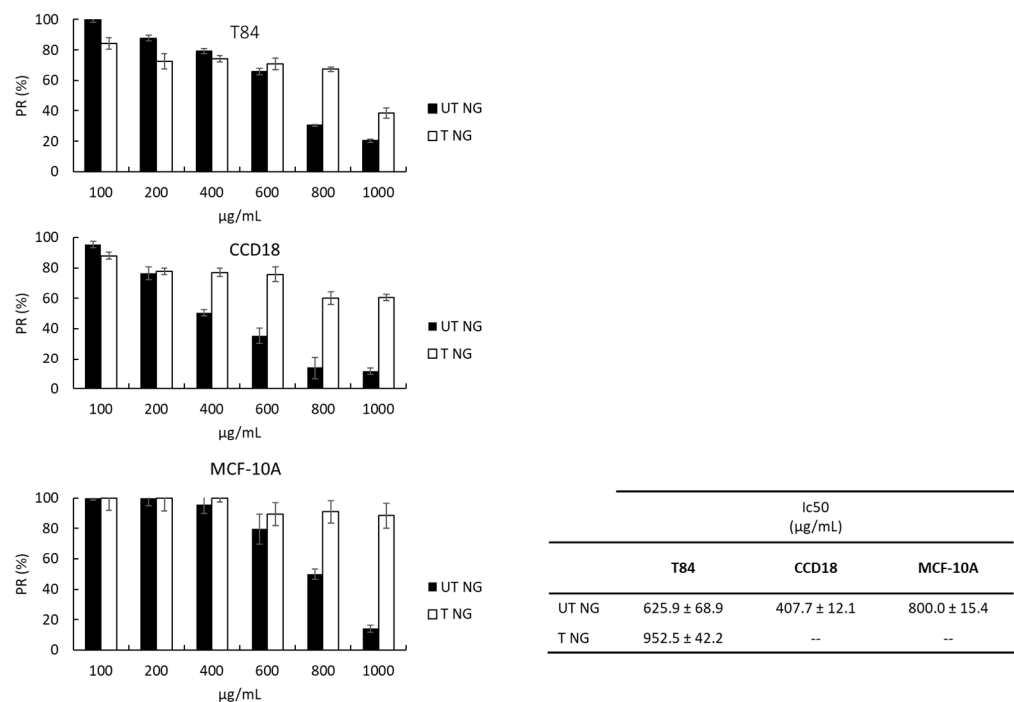 T84
PR (%)
100
80
60
40
20
0
100 200 400 600 800 1000
µg/mL
UT NG
T NG
CCD18
PR (%)
100
80
60
40
20
0
100 200 400 600 800 1000
µg/mL
UT NG
T NG
MCF-10A
PR (%)
100
80
60
40
20
0
100 200 400 600 800 1000
µg/mL
UT NG
T NG
Ic50
(µg/mL)
T84 CCD18 MCF-10A
UT NG 625.9 ± 68.9 407.7 ± 12.1 800.0 ± 15.4
T NG 952.5 ± 42.2 -- --